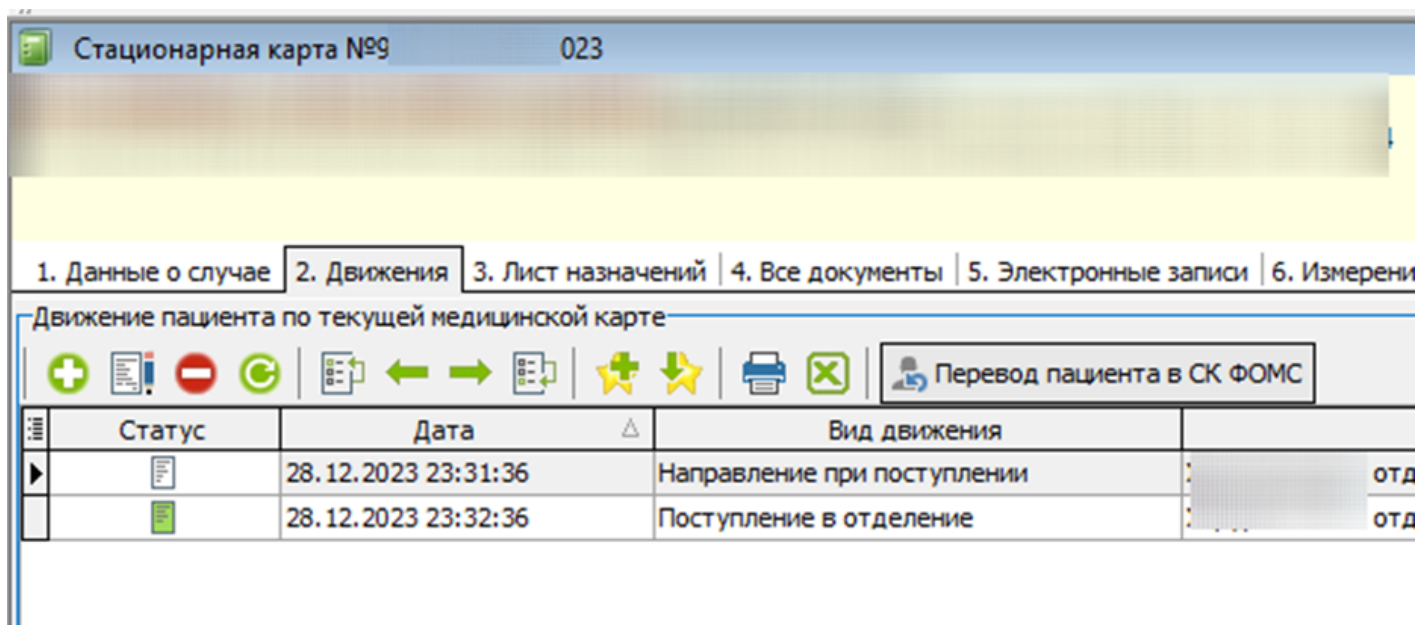 Стационарная карта №9 023
1. Данные о случае 2. Движения 3. Лист назначений 4. Все документы 5. Электронные записи 6. Измерени
Движение пациента по текущей медицинской карте
Перевод пациента в СК ФОМС
Статус Дата Вид движения
28.12.2023 23:31:36 Направление при поступлении отд
28.12.2023 23:32:36 Поступление в отделение отд